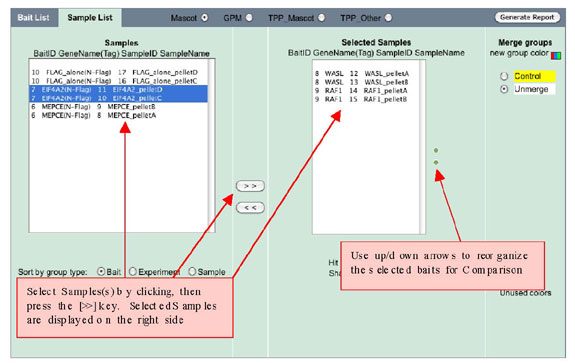 Bait List Sample List Mascot GPM TPP_Mascot TPP_Other Generate Report
Samples
BaitID GeneName(Tag) SampleID SampleName
10 FLAG_alone(N-Flag) 17 FLAG_alone_pelletD
10 FLAG_alone(N-Flag) 16 FLAG_alone_pelletC
7 EIF4A2(N-Flag) 11 EIF4A2_pelletD
7 EIF4A2(N-Flag) 10 EIF4A2_pelletC
6 MEPCE(N-Flag) 9 MEPCE_pelletB
6 MEPCE(N-Flag) 8 MEPCE_pelletA
>>
<<
Sort by group type: Bait Experiment Sample
Selected Samples
BaitID GeneName(Tag) SampleID SampleName
8 WASL 12 WASL_pelletA
8 WASL 13 WASL_pelletB
9 RAF1 14 RAF1_pelletA
9 RAF1 15 RAF1_pelletB
Hit
Merge groups
new group color
Control
Unmerge
Unused colors
Select Samples(s) by clicking, then
press the [>>] key. Selected Samples
are displayed on the right side
Use up/down arrows to reorganize
the selected baits for Comparison